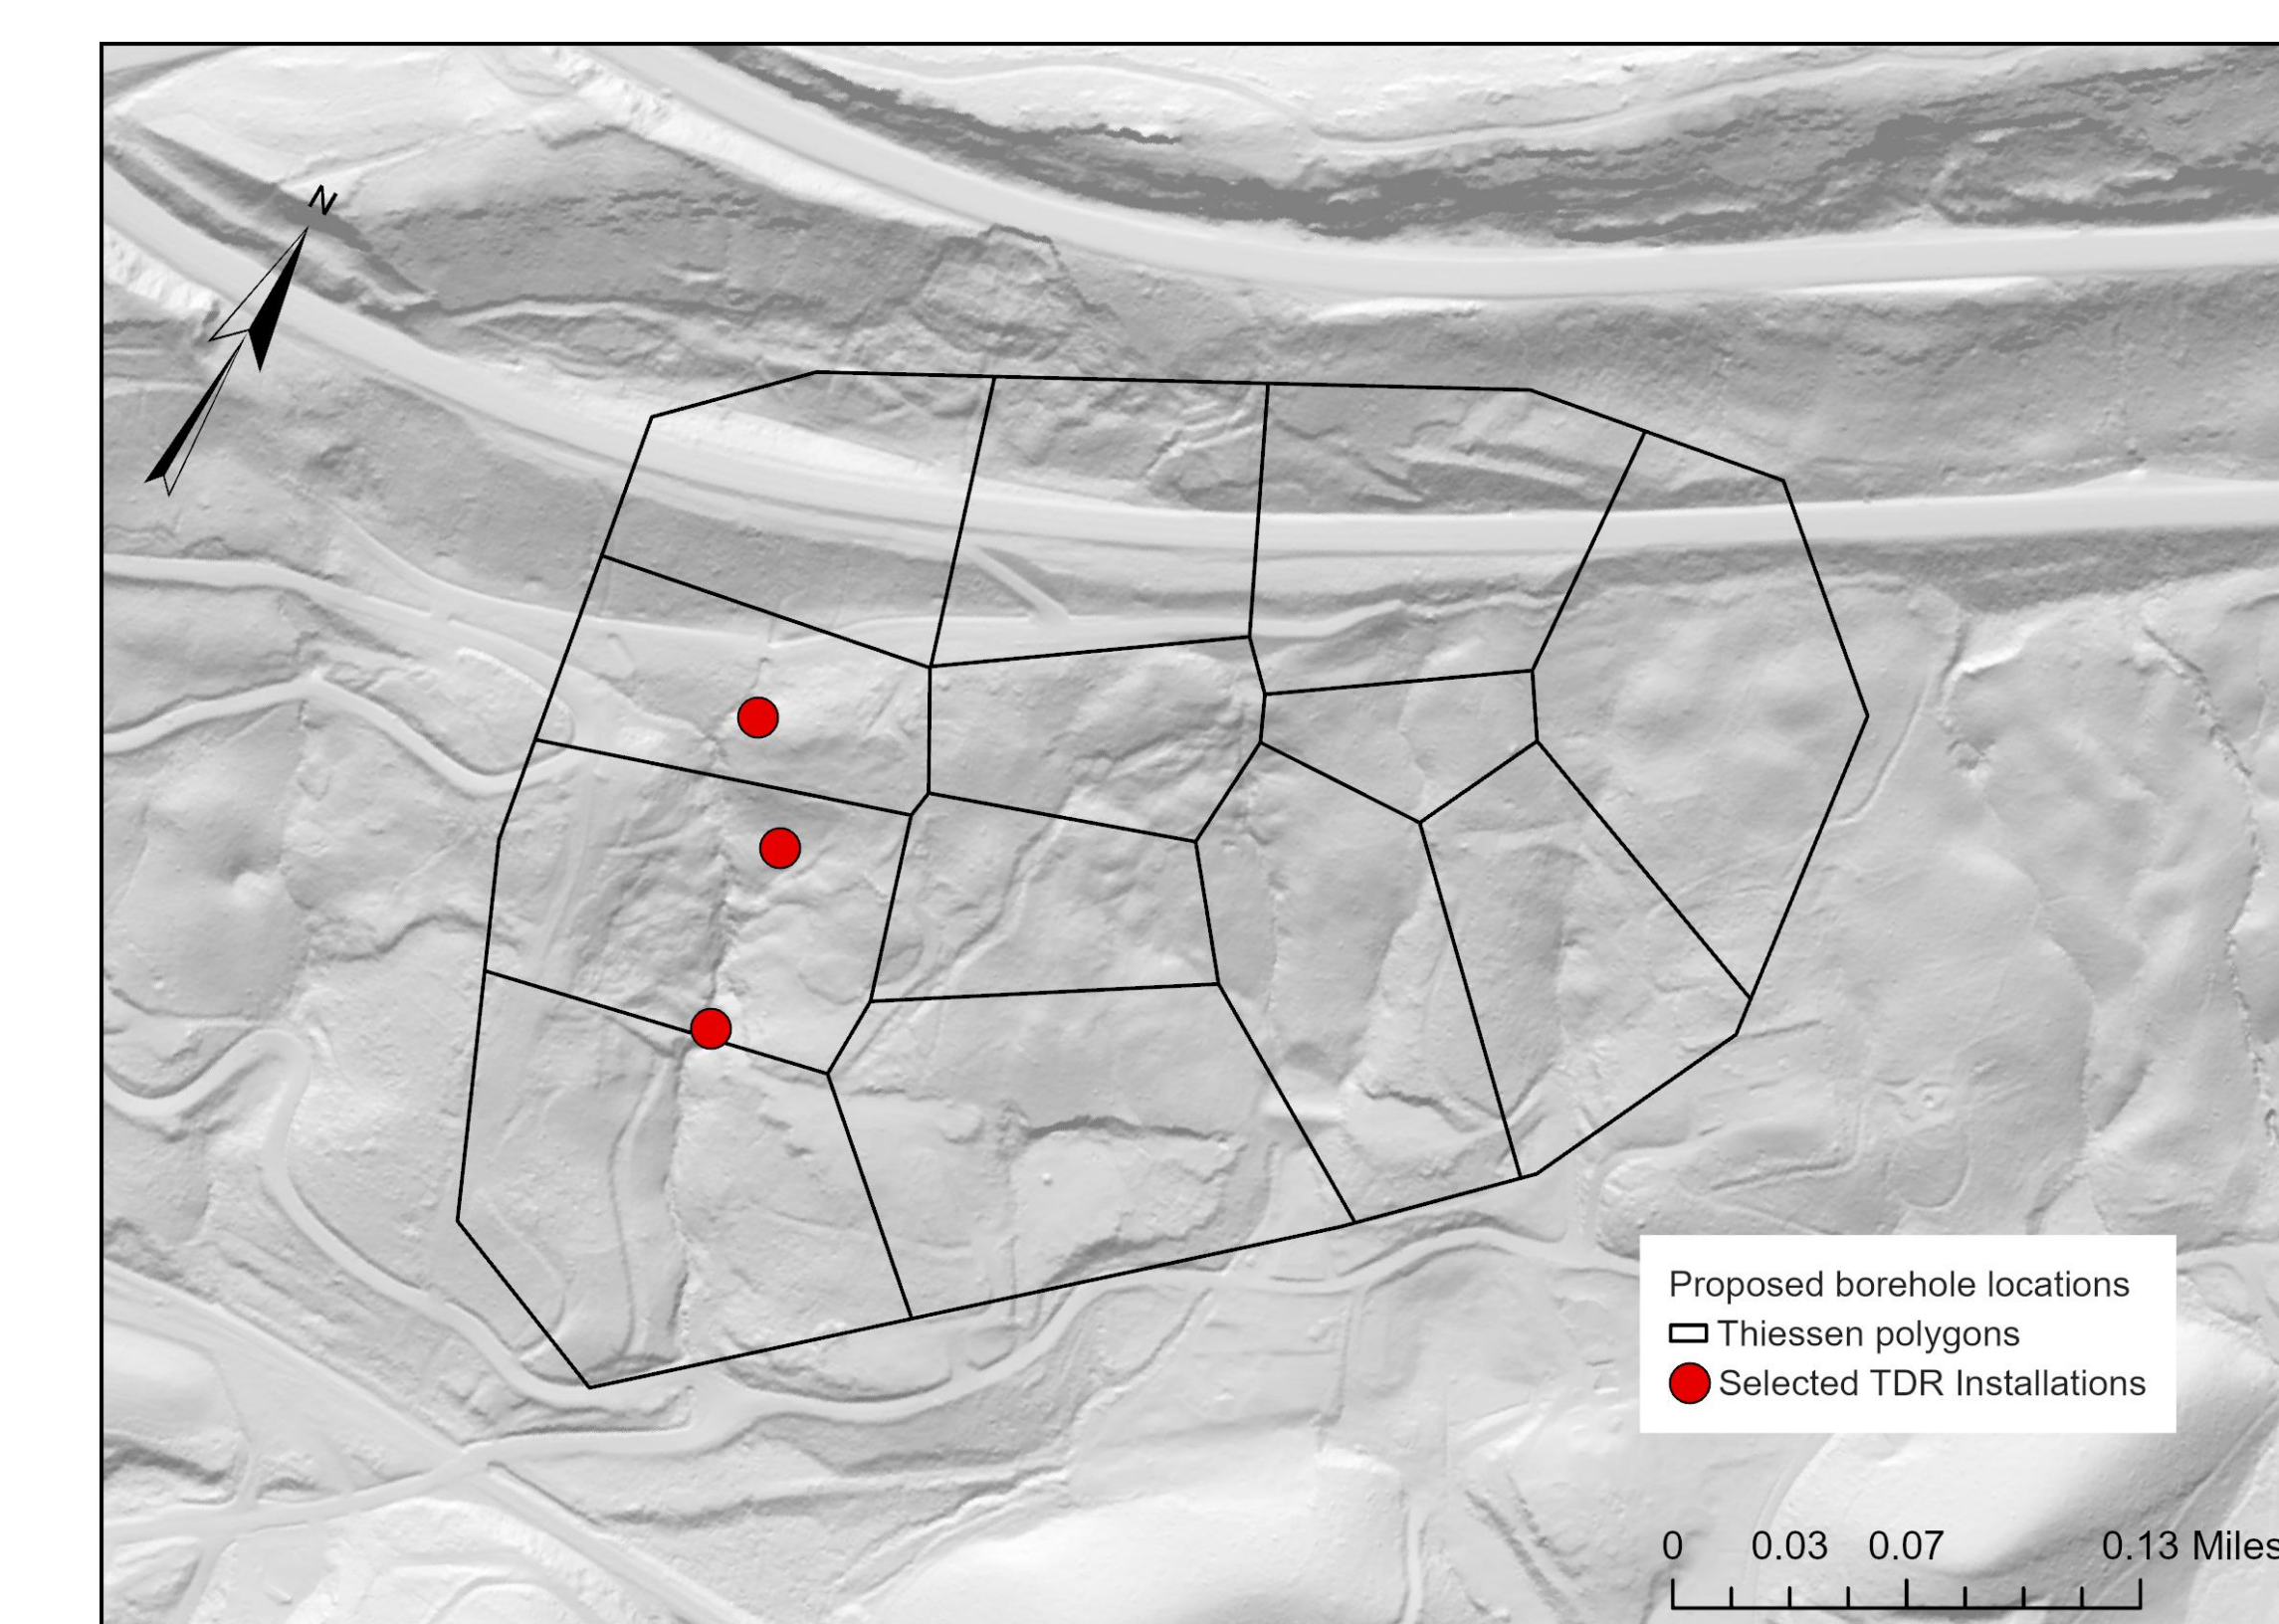 N
Proposed borehole locations
Thiessen polygons
Selected TDR Installations
0 0.03 0.07 0.13 Miles